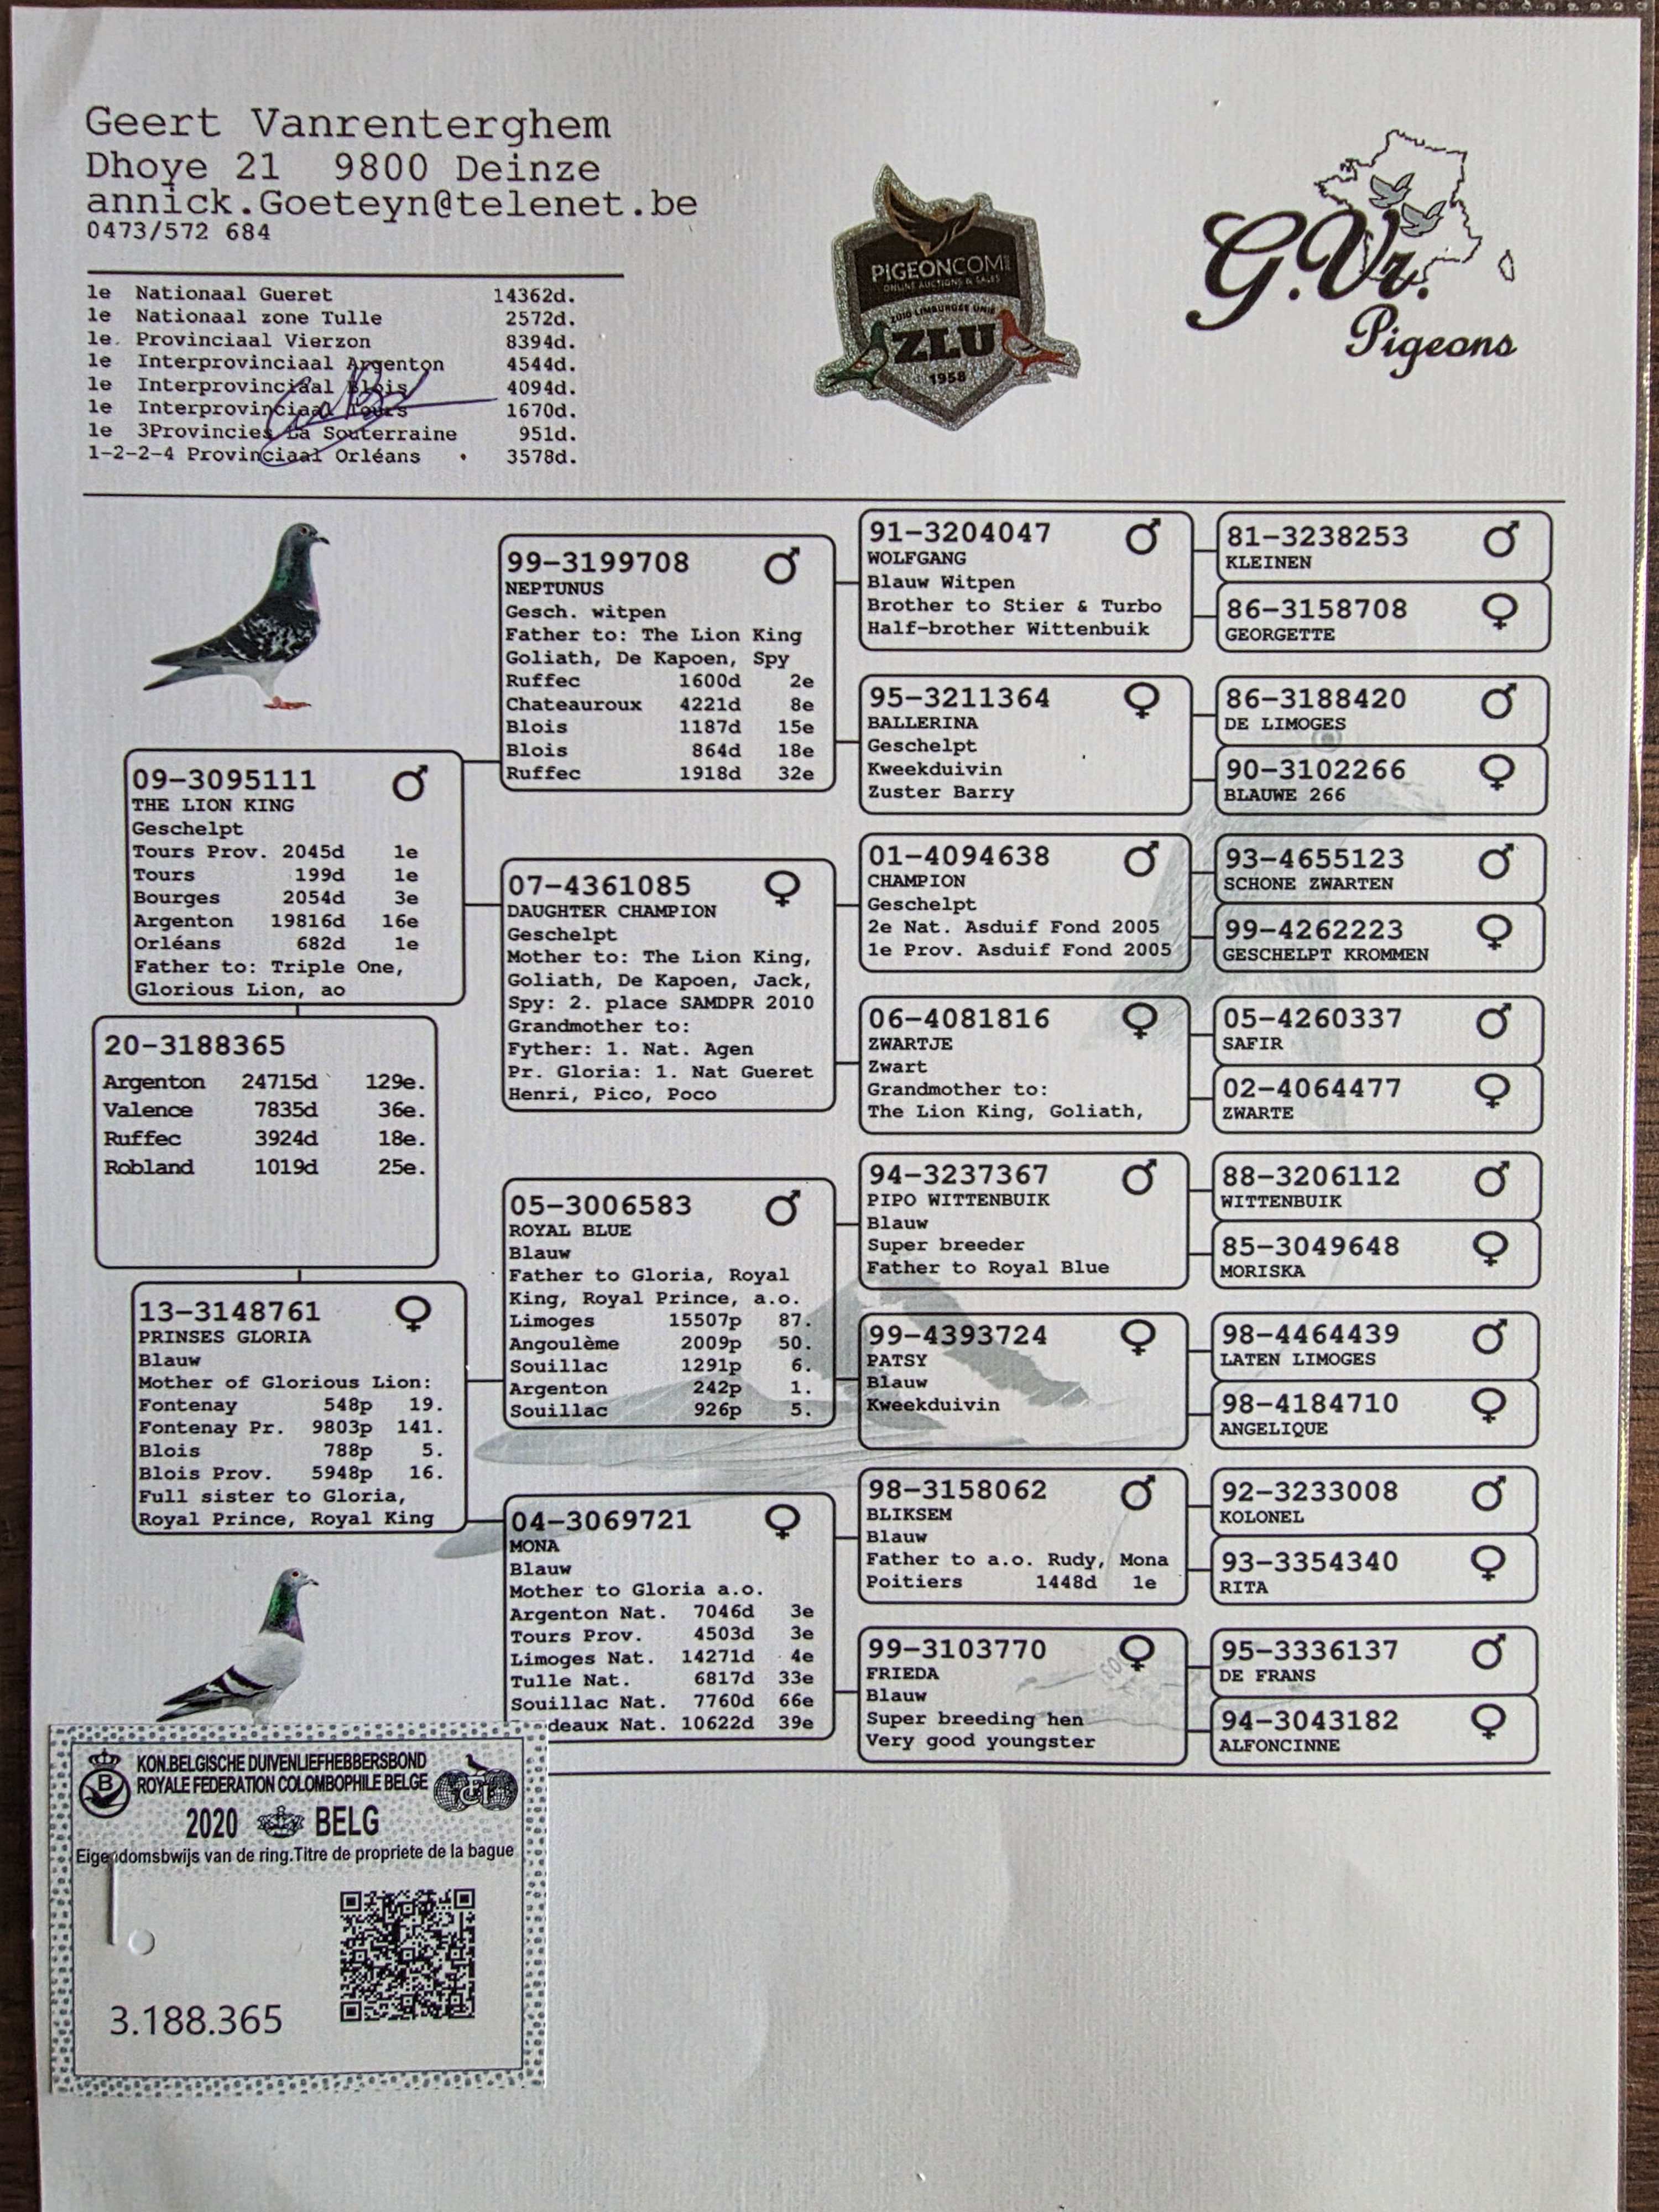 Geert Vanrenterghem
Dhoye 21 9800 Deinze
annick.Goeteyn@telenet.be
0473/572 684
1e Nationaal Gueret 14362d.
1e Nationaal zone Tulle 2572d.
1e. Provinciaal Vierzon 8394d.
1e Interprovinciaal Argenton 4544d.
1e Interprovinciaal Blois 4094d.
1e Interprovinciaal Tours 1670d.
1e 3Provincies La Souterraine 951d.
1-2-2-4 Provinciaal Orléans 3578d.
PIGEONCOM
ONLINE AUCTIONS & SALES
ZUID LIMBURGSE UNIE
ZLU
1958
G.Vr.
Pigeons
09-3095111 ♂
THE LION KING
Geschelpt
Tours Prov. 2045d 1e
Tours 199d 1e
Bourges 2054d 3e
Argenton 19816d 16e
Orléans 682d 1e
Father to: Triple One,
Glorious Lion, ao
20-3188365
Argenton 24715d 129e.
Valence 7835d 36e.
Ruffec 3924d 18e.
Robland 1019d 25e.
13-3148761 ♀
PRINSES GLORIA
Blauw
Mother of Glorious Lion:
Fontenay 548p 19.
Fontenay Pr. 9803p 141.
Blois 788p 5.
Blois Prov. 5948p 16.
Full sister to Gloria,
Royal Prince, Royal King
99-3199708 ♂
NEPTUNUS
Gesch. witpen
Father to: The Lion King
Goliath, De Kapoen, Spy
Ruffec 1600d 2e
Chateauroux 4221d 8e
Blois 1187d 15e
Blois 864d 18e
Ruffec 1918d 32e
07-4361085 ♀
DAUGHTER CHAMPION
Geschelpt
Mother to: The Lion King,
Goliath, De Kapoen, Jack,
Spy: 2. place SAMDPR 2010
Grandmother to:
Fyther: 1. Nat. Agen
Pr. Gloria: 1. Nat Gueret
Henri, Pico, Poco
05-3006583 ♂
ROYAL BLUE
Blauw
Father to Gloria, Royal
King, Royal Prince, a.o.
Limoges 15507p 87.
Angoulème 2009p 50.
Souillac 1291p 6.
Argenton 242p 1.
Souillac 926p 5.
04-3069721 ♀
MONA
Blauw
Mother to Gloria a.o.
Argenton Nat. 7046d 3e
Tours Prov. 4503d 3e
Limoges Nat. 14271d 4e
Tulle Nat. 6817d 33e
Souillac Nat. 7760d 66e
deaux Nat. 10622d 39e
91-3204047 ♂
WOLFGANG
Blauw Witpen
Brother to Stier & Turbo
Half-brother Wittenbuik
95-3211364 ♀
BALLERINA
Geschelpt
Kweekduivin
Zuster Barry
01-4094638 ♂
CHAMPION
Geschelpt
2e Nat. Asduif Fond 2005
1e Prov. Asduif Fond 2005
06-4081816 ♀
ZWARTJE
Zwart
Grandmother to:
The Lion King, Goliath,
94-3237367 ♂
PIPO WITTENBUIK
Blauw
Super breeder
Father to Royal Blue
99-4393724 ♀
PATSY
Blauw
Kweekduivin
98-3158062 ♂
BLIKSEM
Blauw
Father to a.o. Rudy, Mona
Poitiers 1448d 1e
99-3103770 ♀
FRIEDA
Blauw
Super breeding hen
Very good youngster
81-3238253 ♂
KLEINEN
86-3158708 ♀
GEORGETTE
86-3188420 ♂
DE LIMOGES
90-3102266 ♀
BLAUWE 266
93-4655123 ♂
SCHONE ZWARTEN
99-4262223 ♀
GESCHELPT KROMMEN
05-4260337 ♂
SAFIR
02-4064477 ♀
ZWARTE
88-3206112 ♂
WITTENBUIK
85-3049648 ♀
MORISKA
98-4464439 ♂
LATEN LIMOGES
98-4184710 ♀
ANGELIQUE
92-3233008 ♂
KOLONEL
93-3354340 ♀
RITA
95-3336137 ♂
DE FRANS
94-3043182 ♀
ALFONCINNE
KON.BELGISCHE DUIVENLIEFHEBBERSBOND
ROYALE FEDERATION COLOMBOPHILE BELGE
B
2020 BELG
Eigendomsbwijs van de ring.Titre de propriete de la bague
3.188.365